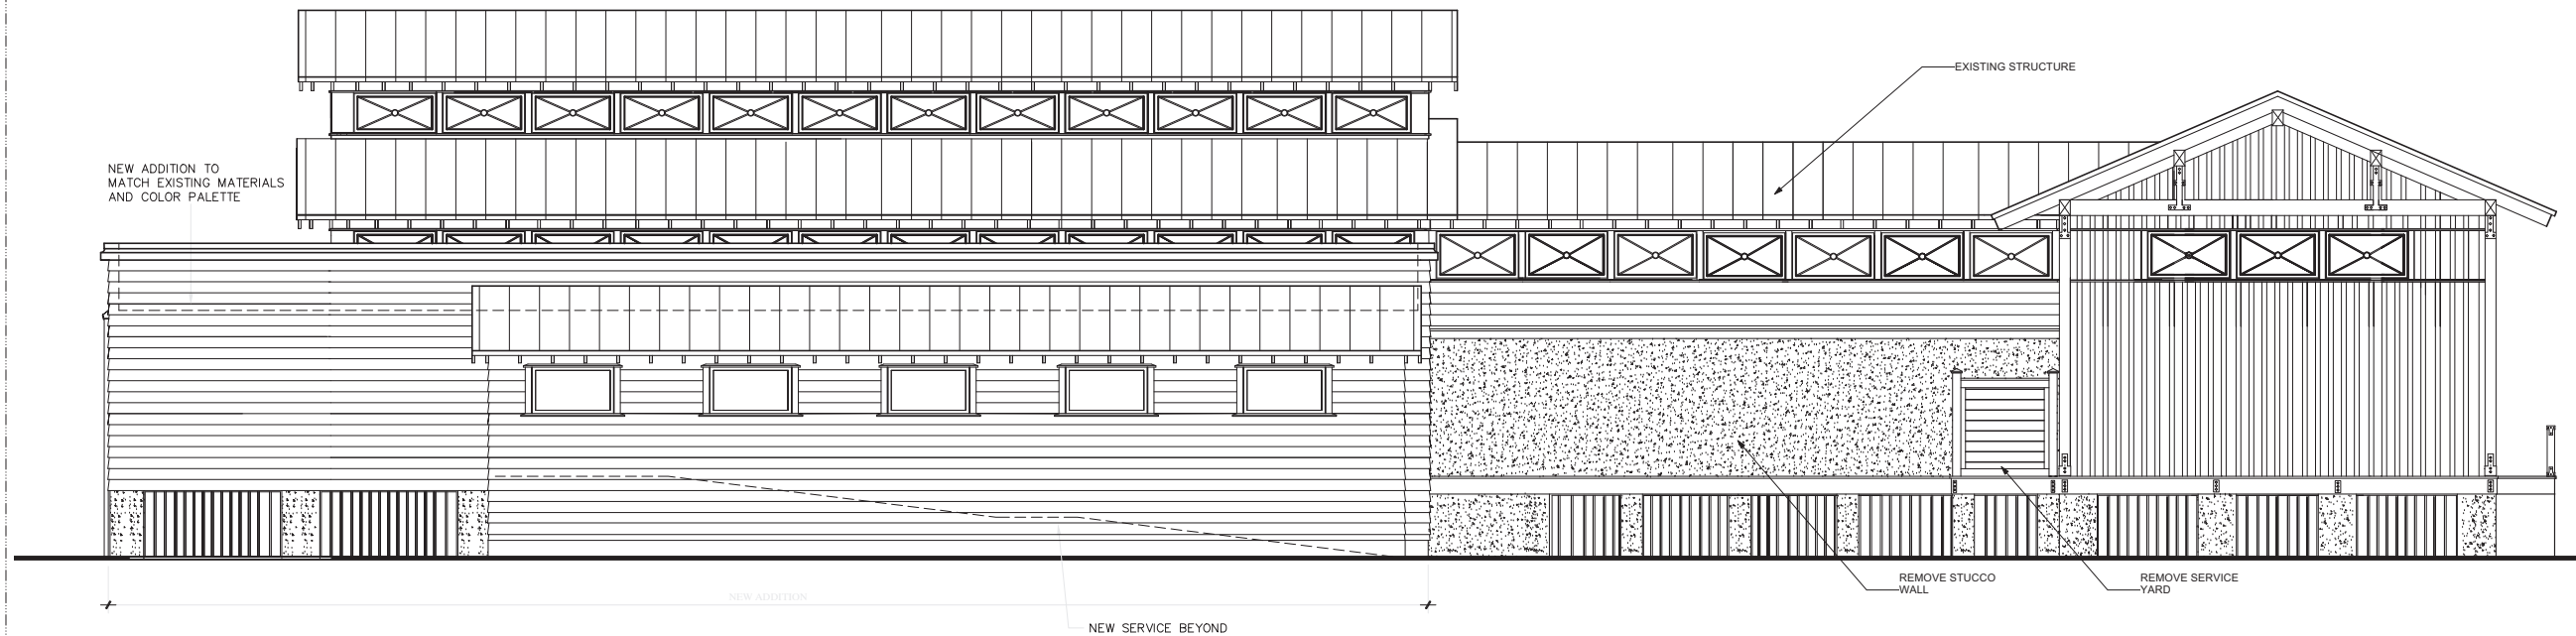 EXISTING STRUCTURE
NEW ADDITION TO
MATCH EXISTING MATERIALS
AND COLOR PALETTE
REMOVE STUCCO
WALL
REMOVE SERVICE
YARD
NEW ADDITION
NEW SERVICE BEYOND